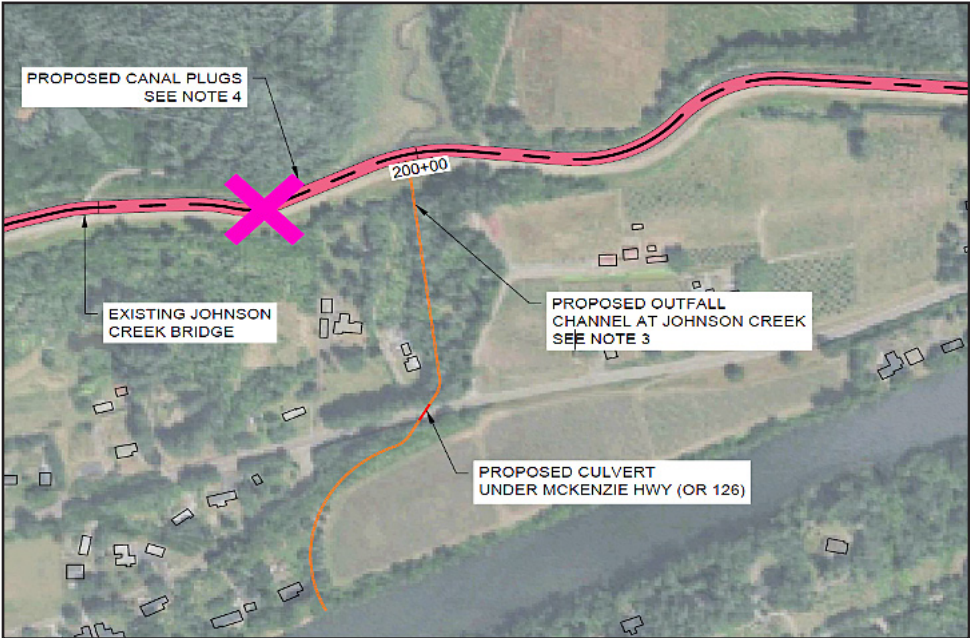 PROPOSED CANAL PLUGS
SEE NOTE 4
200+00
EXISTING JOHNSON
CREEK BRIDGE
PROPOSED OUTFALL
CHANNEL AT JOHNSON CREEK
SEE NOTE 3
PROPOSED CULVERT
UNDER MCKENZIE HWY (OR 126)